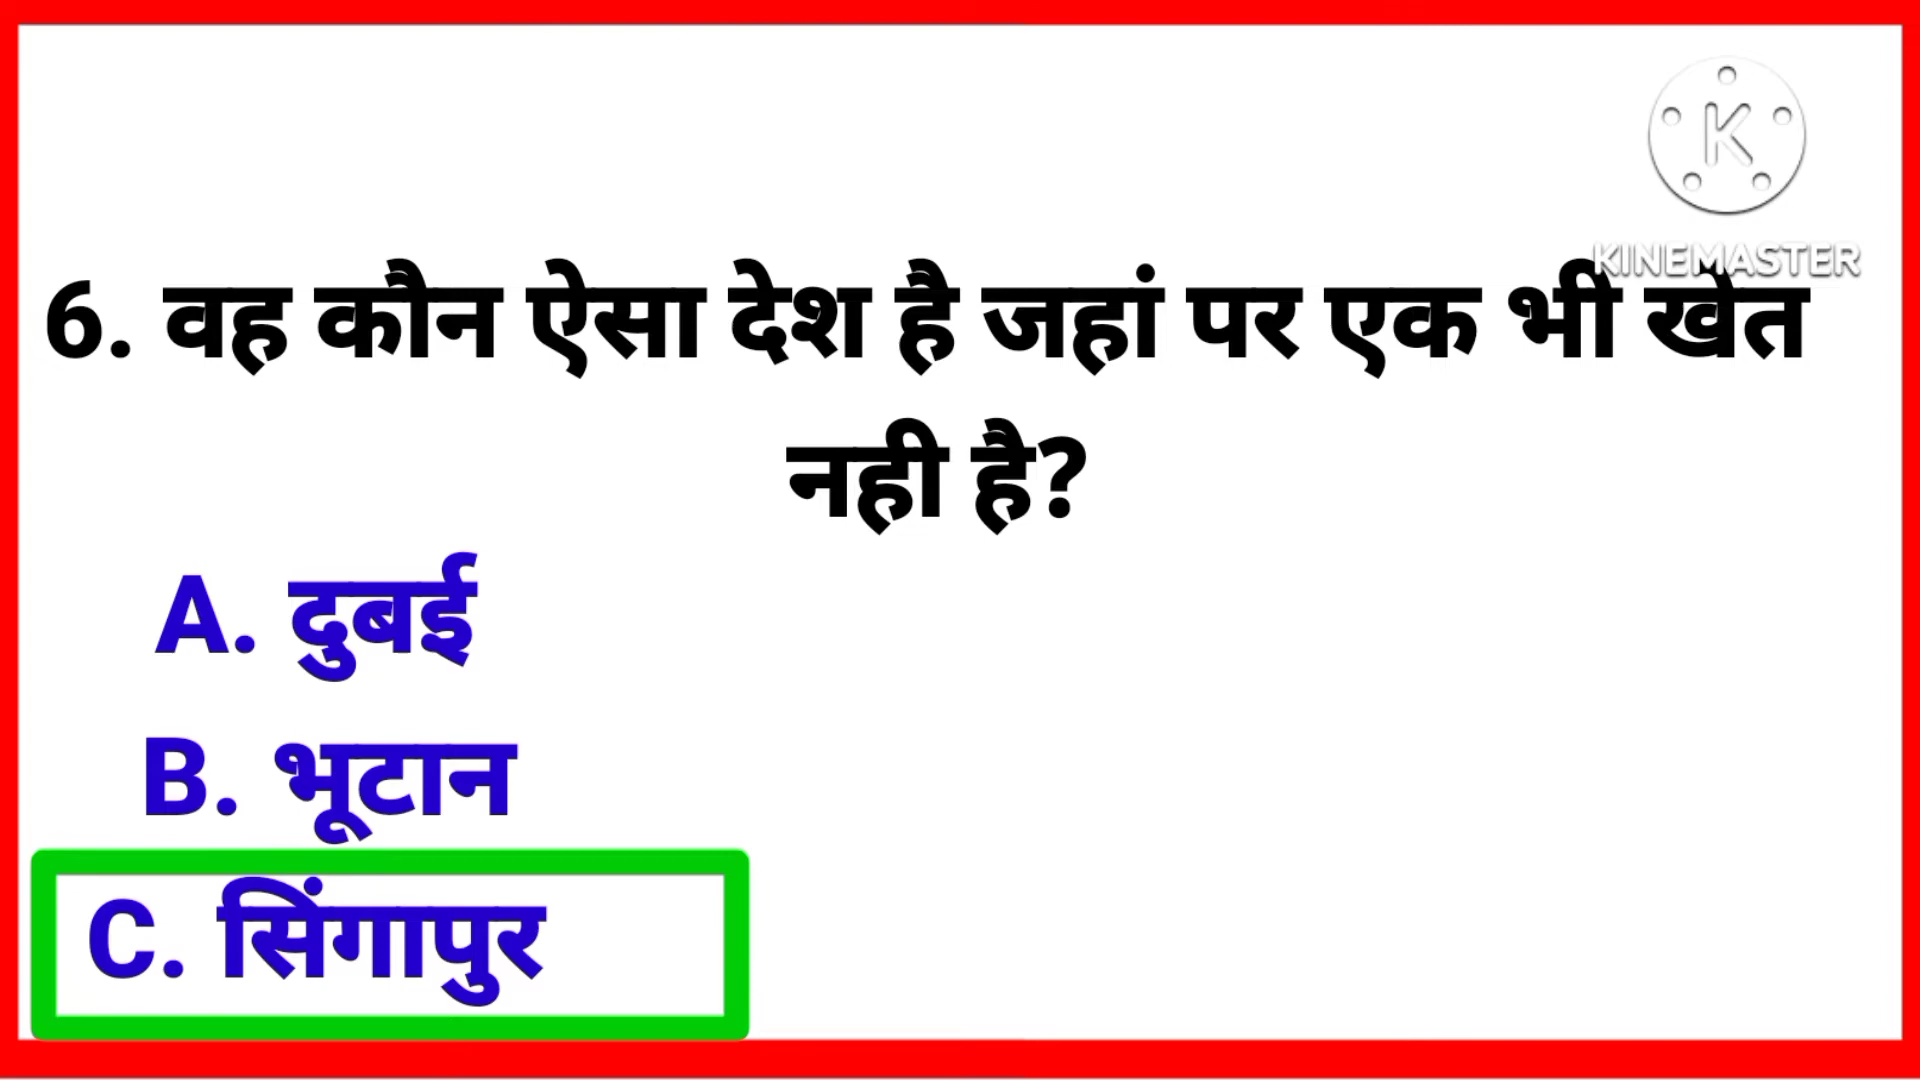 K
KINEMASTER
6. वह कौन ऐसा देश है जहां पर एक भी खेत
नही है?
A. दुबई
B. भूटान
C. सिंगापुर